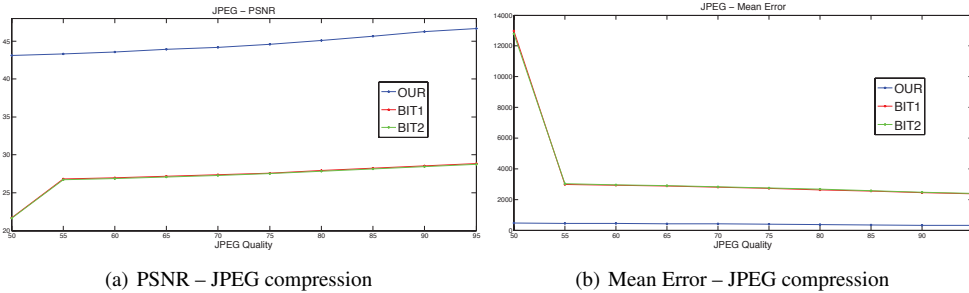 JPEG – PSNR
45
40
35
30
25
20
50 55 60 65 70 75 80 85 90 95
JPEG Quality
OUR
BIT1
BIT2
(a) PSNR – JPEG compression
JPEG – Mean Error
14000
12000
10000
8000
6000
4000
2000
0
50 55 60 65 70 75 80 85 90
JPEG Quality
OUR
BIT1
BIT2
(b) Mean Error – JPEG compression